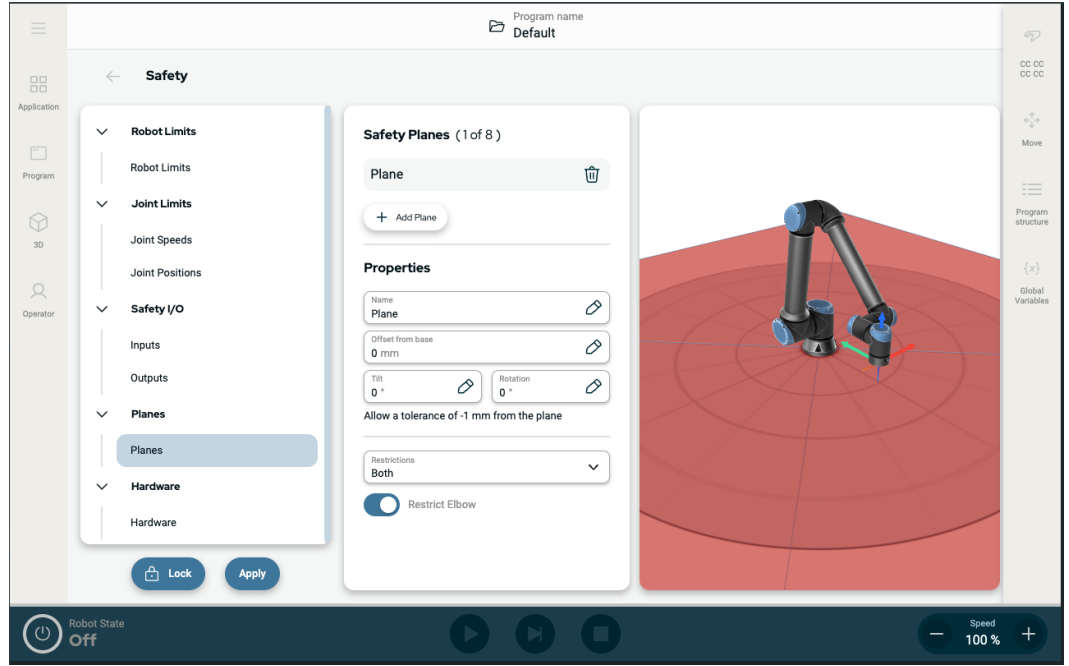 Program name
Default
Safety
Application
Program
3D
Operator
Robot Limits
Robot Limits
Joint Limits
Joint Speeds
Joint Positions
Safety I/O
Inputs
Outputs
Planes
Planes
Hardware
Hardware
Lock
Apply
Safety Planes (1 of 8)
Plane
Add Plane
Properties
Name
Plane
Offset from base
0 mm
Tilt
0 °
Rotation
0 °
Allow a tolerance of -1 mm from the plane
Restrictions
Both
Restrict Elbow
CC CC
CC CC
Move
Program
structure
{x}
Global
Variables
Robot State
Off
Speed
100 %